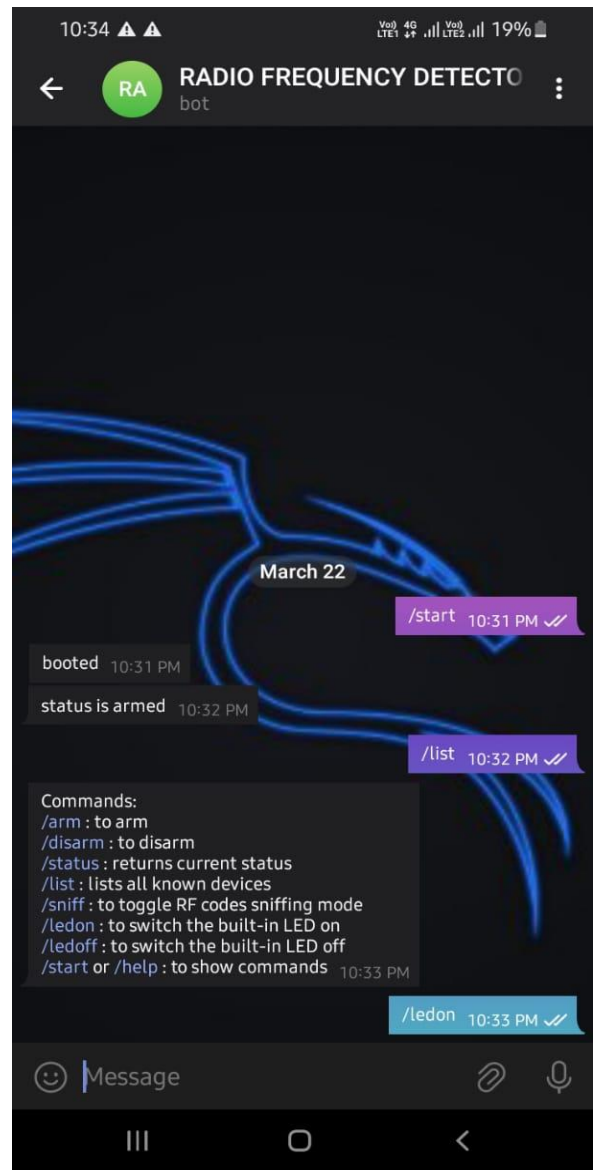 10:34
Vo)) 4G Vo)) 19%
LTE1 LTE2
RA
RADIO FREQUENCY DETECTO
bot
March 22
/start 10:31 PM
booted 10:31 PM
status is armed 10:32 PM
/list 10:32 PM
Commands:
/arm : to arm
/disarm : to disarm
/status : returns current status
/list : lists all known devices
/sniff : to toggle RF codes sniffing mode
/ledon : to switch the built-in LED on
/ledoff : to switch the built-in LED off
/start or /help : to show commands 10:33 PM
/ledon 10:33 PM
Message